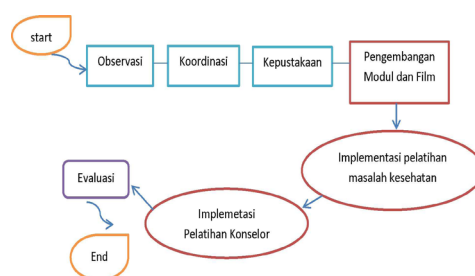 start
Observasi
Koordinasi
Kepustakaan
Pengembangan
Modul dan Film
Implementasi pelatihan
masalah kesehatan
Implemetasi
Pelatihan Konselor
Evaluasi
End